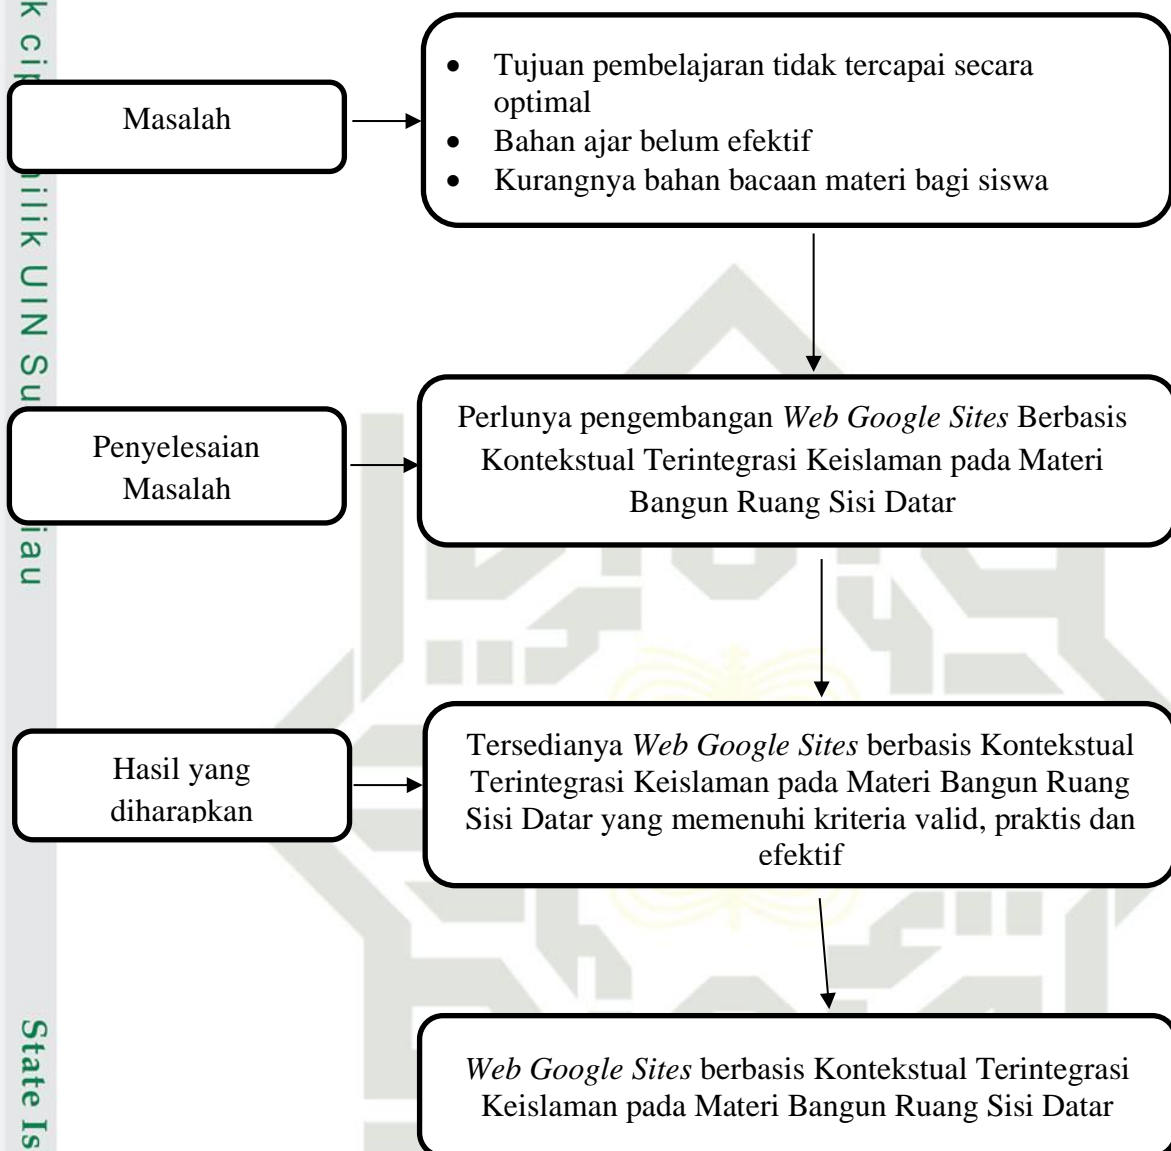 Masalah
• Tujuan pembelajaran tidak tercapai secara
optimal
• Bahan ajar belum efektif
• Kurangnya bahan bacaan materi bagi siswa
Penyelesaian
Masalah
Perlunya pengembangan Web Google Sites Berbasis
Kontekstual Terintegrasi Keislaman pada Materi
Bangun Ruang Sisi Datar
Hasil yang
diharapkan
Tersedianya Web Google Sites berbasis Kontekstual
Terintegrasi Keislaman pada Materi Bangun Ruang
Sisi Datar yang memenuhi kriteria valid, praktis dan
efektif
Web Google Sites berbasis Kontekstual Terintegrasi
Keislaman pada Materi Bangun Ruang Sisi Datar
UIN
State